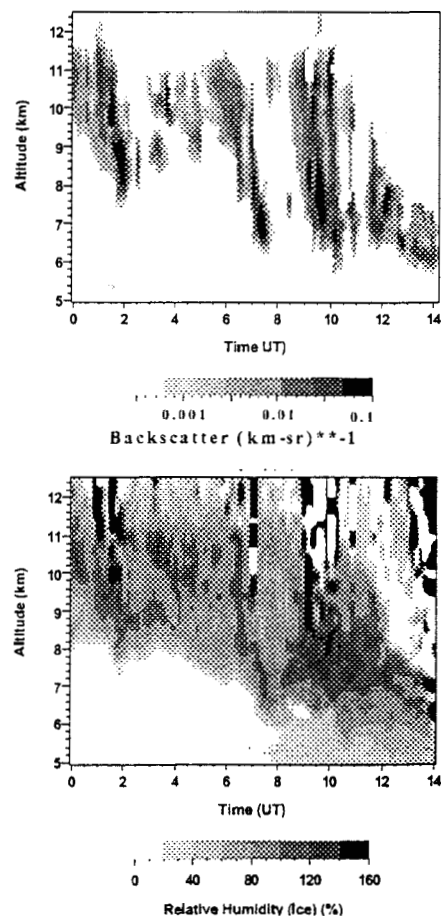 12
11
10
9
8
7
6
5
Altitude (km)
0 2 4 6 8 10 12 14
Time UT)
0.001 0.01 0.1
Backscatter (km-sr)**-1
12
11
10
9
8
7
6
5
Altitude (km)
0 2 4 6 8 10 12 14
Time (UT)
0 40 80 120 160
Relative Humidity (Ice) (%)